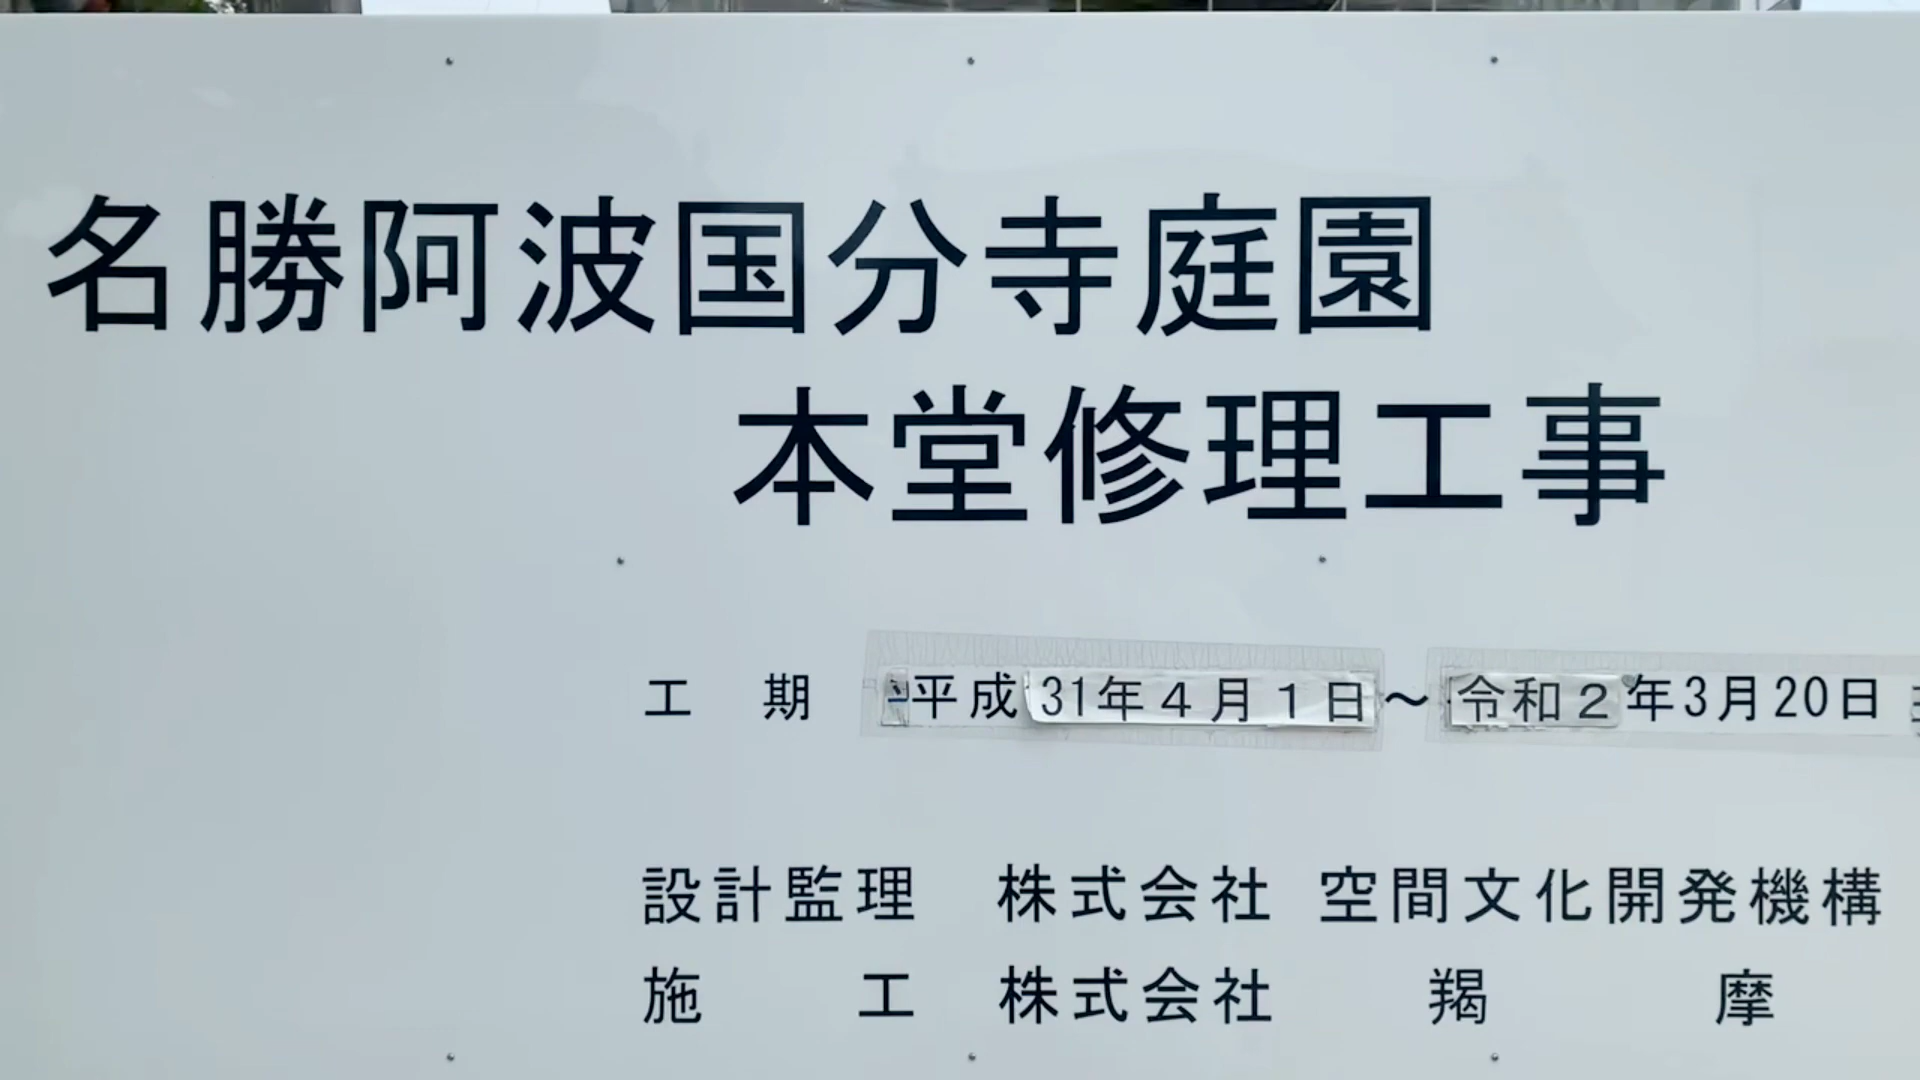 名勝阿波国分寺庭園
本堂修理工事
工 期 平成31年4月1日～令和2年3月20日
設計監理 株式会社 空間文化開発機構
施 工 株式会社 羯 摩